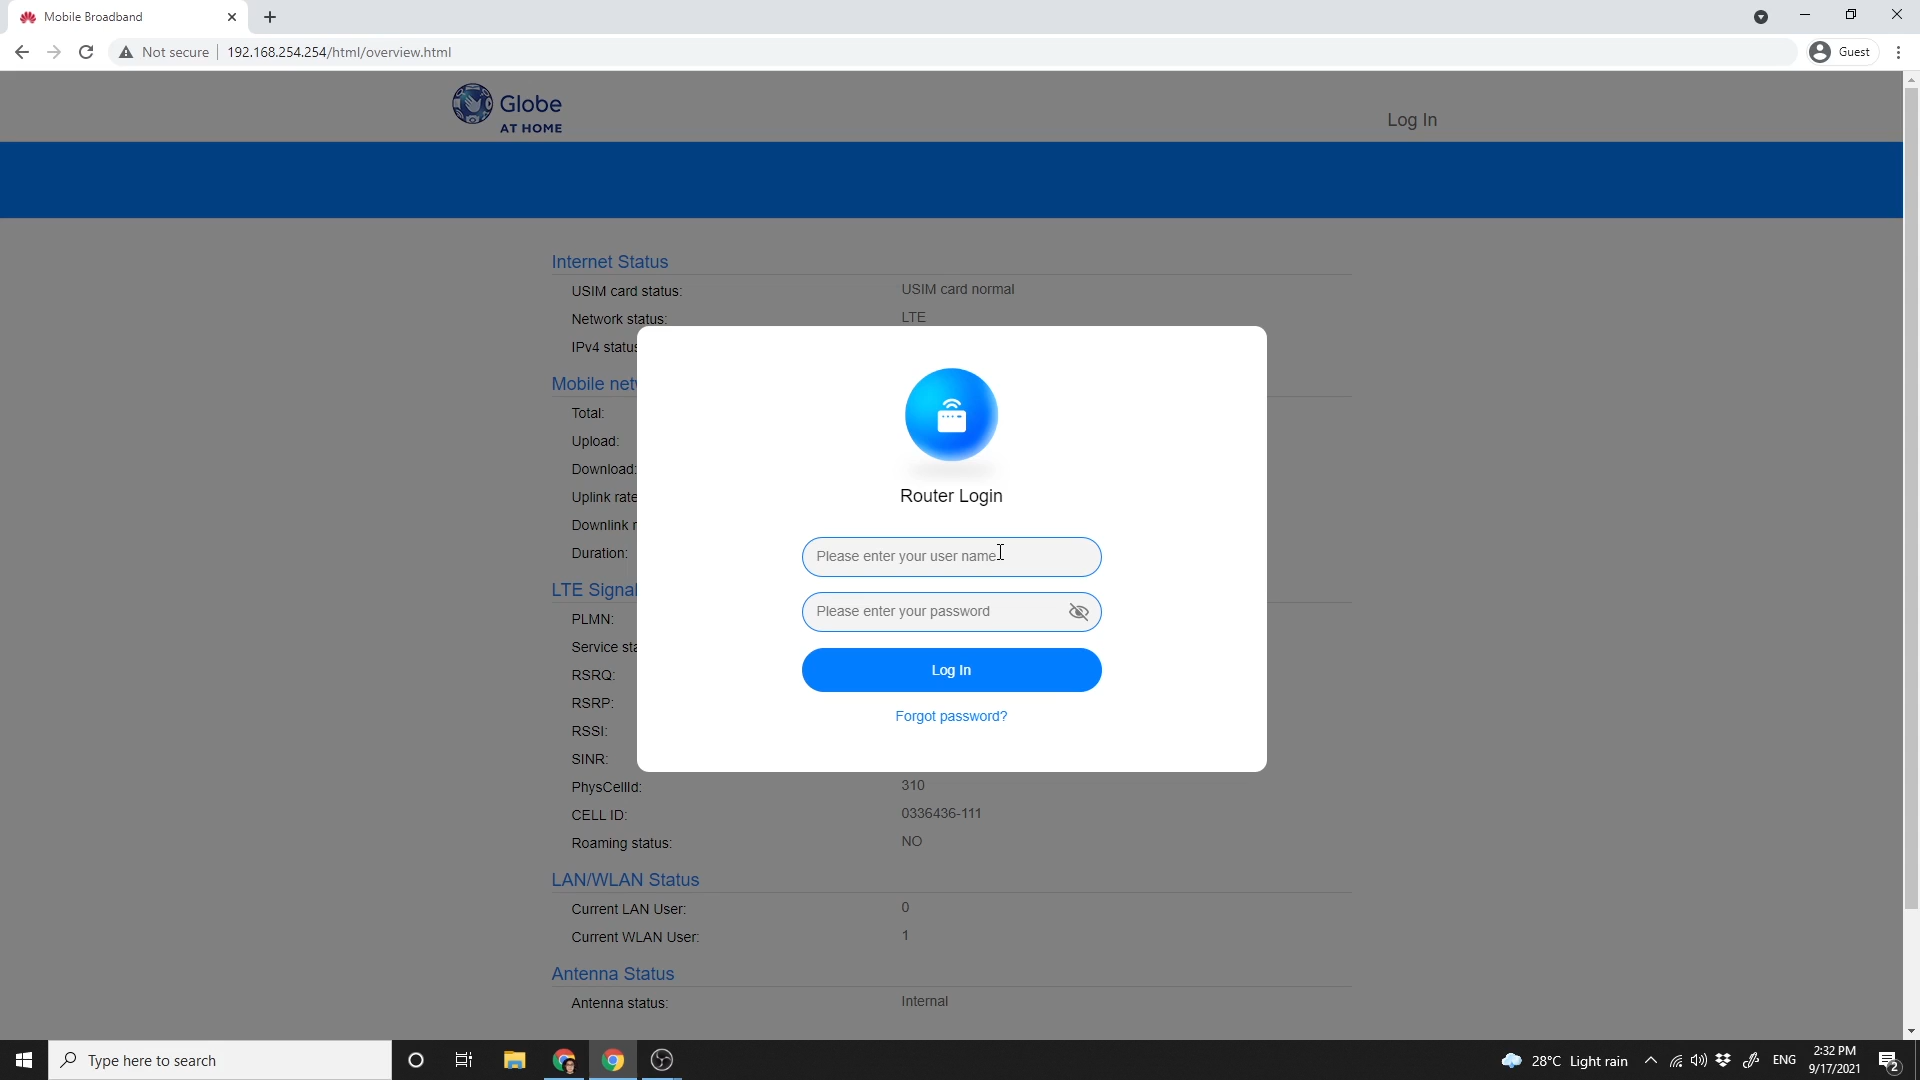 Mobile Broadband
Not secure
192.168.254.254/html/overview.html
Guest
Globe
AT HOME
Log In
Internet Status
USIM card status: USIM card normal
Network status: LTE
IPv4 status
Mobile net
Total:
Upload:
Download:
Uplink rate
Downlink r
Duration:
LTE Signal
PLMN:
Service sta
RSRQ:
RSRP:
RSSI:
SINR:
PhysCellId: 310
CELL ID: 0336436-111
Roaming status: NO
LAN/WLAN Status
Current LAN User: 0
Current WLAN User: 1
Antenna Status
Antenna status: Internal
Router Login
Please enter your user name
Please enter your password
Log In
Forgot password?
Type here to search
28°C Light rain
ENG
2:32 PM
9/17/2021
2